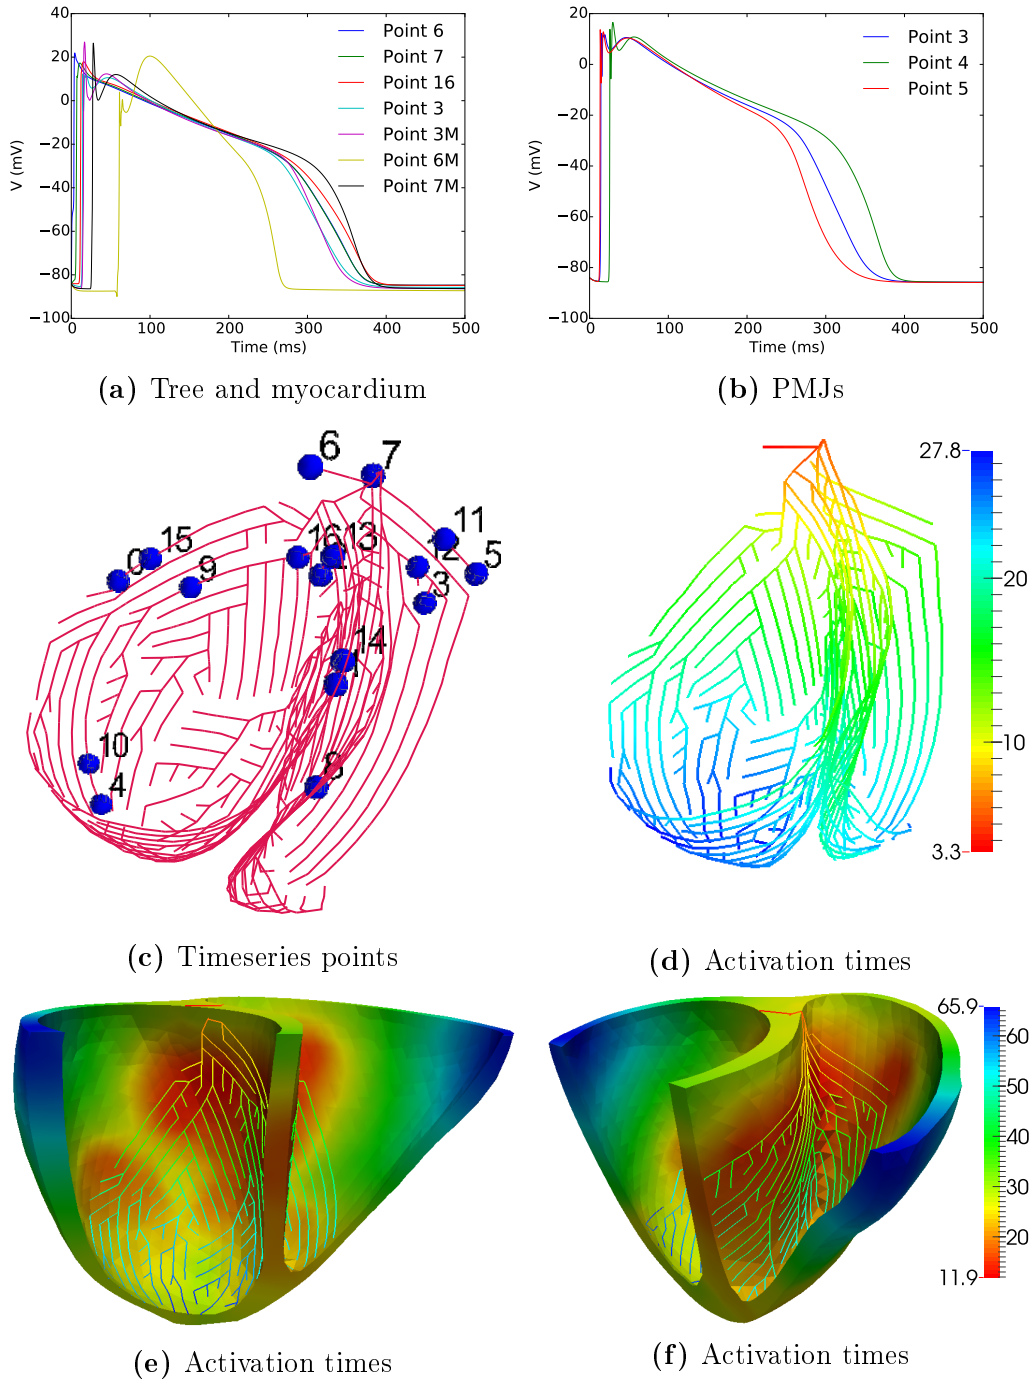 40
20
0
−20
−40
−60
−80
−100
V (mV)
0
100
200
300
400
500
Time (ms)
Point 6
Point 7
Point 16
Point 3
Point 3M
Point 6M
Point 7M
(a) Tree and myocardium
20
0
−20
−40
−60
−80
−100
V (mV)
0
100
200
300
400
500
Time (ms)
Point 3
Point 4
Point 5
(b) PMJs
6
7
11
15
16
13
12
5
0
9
3
14
1
10
4
8
(c) Timeseries points
27.8
20
10
3.3
(d) Activation times
65.9
60
50
40
30
20
11.9
(e) Activation times
(f) Activation times